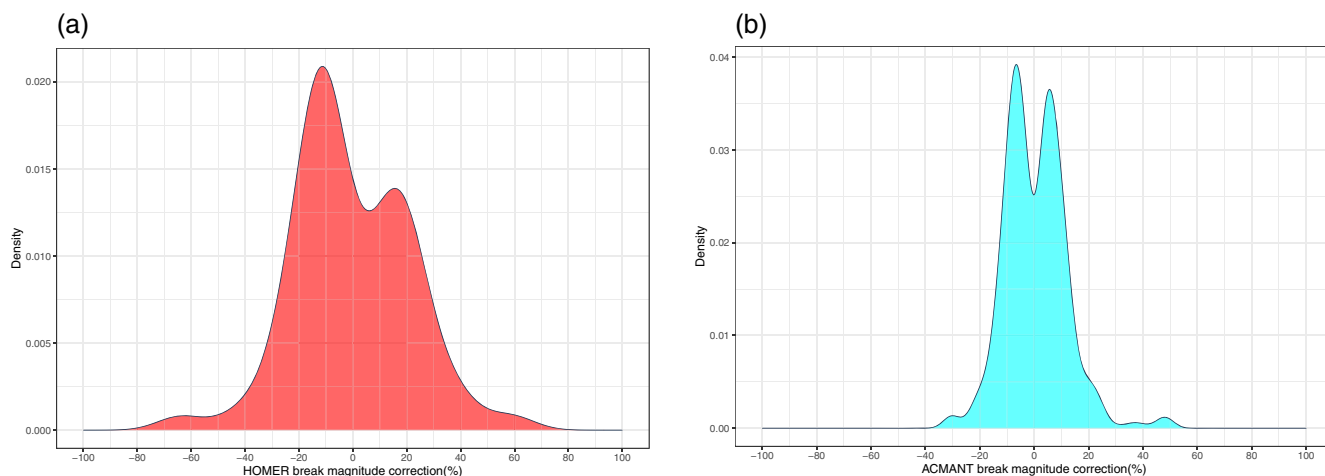 (a)
0.020
0.015
0.010
0.005
0.000
Density
−100 −80 −60 −40 −20 0 20 40 60 80 100
HOMER break magnitude correction(%)
(b)
0.04
0.03
0.02
0.01
0.00
Density
−100 −80 −60 −40 −20 0 20 40 60 80 100
ACMANT break magnitude correction(%)